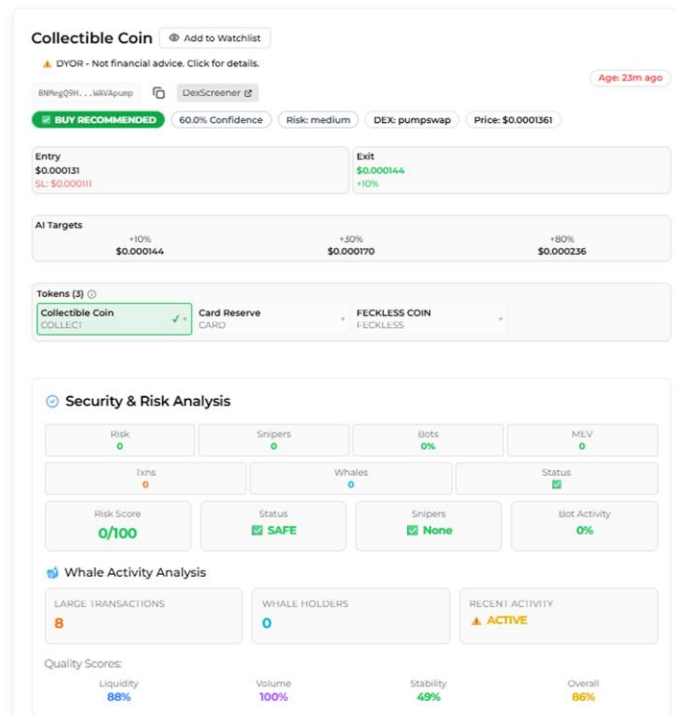 Collectible Coin Add to Watchlist
DYOR - Not financial advice. Click for details.
Age: 23m ago
BNMegQ9H...WAVApump DexScreener
BUY RECOMMENDED 60.0% Confidence Risk: medium DEX: pumpswap Price: $0.0001361
Entry Exit
$0.000131 $0.000144
SL: $0.000111 +10%
AI Targets
+10% +30% +80%
$0.000144 $0.000170 $0.000236
Tokens (3)
Collectible Coin Card Reserve FECKLESS COIN
COLLECT CARD FECKLESS
Security & Risk Analysis
Risk Snipers Bots MEV
0 0 0% 0
Txns Whales Status
0 0
Risk Score Status Snipers Bot Activity
0/100 SAFE None 0%
Whale Activity Analysis
LARGE TRANSACTIONS WHALE HOLDERS RECENT ACTIVITY
8 0 ACTIVE
Quality Scores:
Liquidity Volume Stability Overall
88% 100% 49% 86%